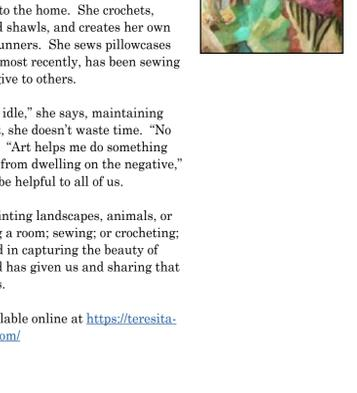 to the home. She crochets,
shawls, and creates her own
unners. She sews pillowcases
most recently, has been sewing
give to others.
idle,” she says, maintaining
, she doesn’t waste time. “No
“Art helps me do something
from dwelling on the negative,”
be helpful to all of us.
inting landscapes, animals, or
g a room; sewing; or crocheting;
d in capturing the beauty of
d has given us and sharing that
s.
lable online at https://teresita-
om/